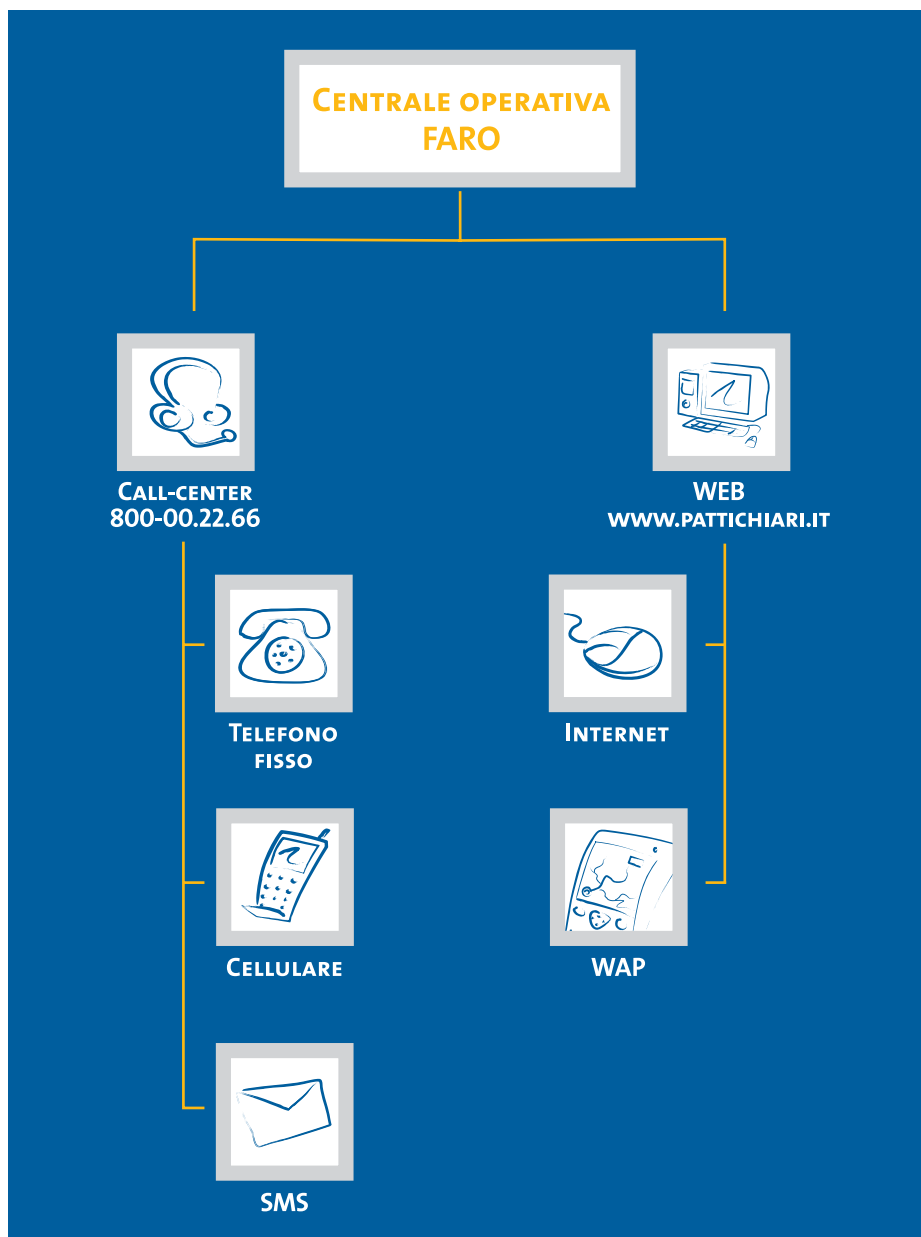 Centrale operativa
FARO
Call-center
800-00.22.66
WEB
www.pattichiari.it
Telefono
fisso
Internet
Cellulare
WAP
SMS